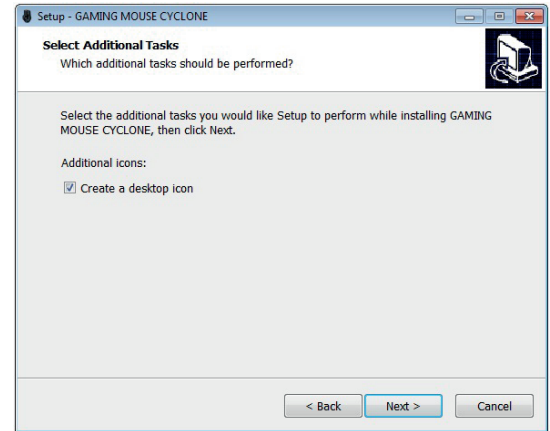 Setup - GAMING MOUSE CYCLONE
Select Additional Tasks
Which additional tasks should be performed?
Select the additional tasks you would like Setup to perform while installing GAMING
MOUSE CYCLONE, then click Next.
Additional icons:
Create a desktop icon
< Back Next > Cancel